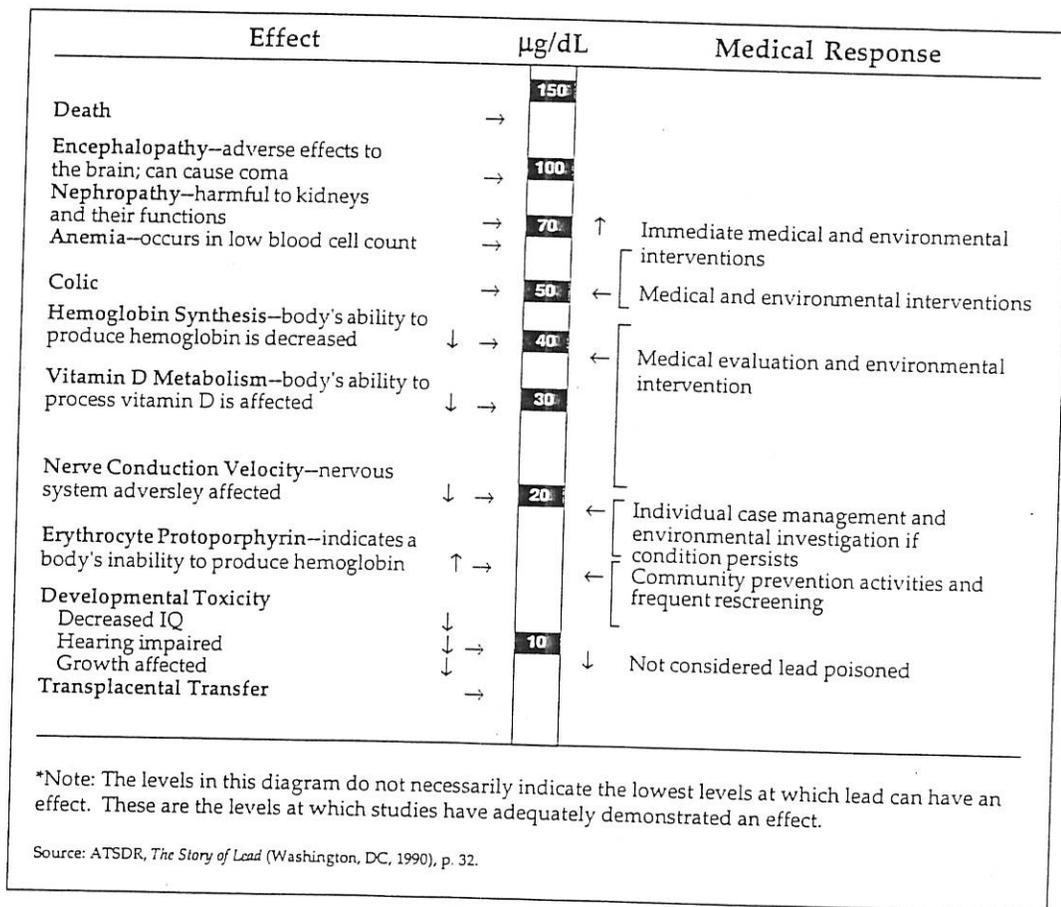 Effect μg/dL Medical Response
150
Death →
Encephalopathy—adverse effects to
the brain; can cause coma → 100
Nephropathy—harmful to kidneys
and their functions → 70 ↑ Immediate medical and environmental
interventions
Anemia—occurs in low blood cell count →
Colic → 50 ← Medical and environmental interventions
Hemoglobin Synthesis—body's ability to
produce hemoglobin is decreased ↓ → 40
← Medical evaluation and environmental
intervention
Vitamin D Metabolism—body's ability to
process vitamin D is affected ↓ → 30
Nerve Conduction Velocity—nervous
system adversley affected ↓ → 20
← Individual case management and
environmental investigation if
condition persists
Erythrocyte Protoporphyrin—indicates a
body's inability to produce hemoglobin ↑ →
← Community prevention activities and
frequent rescreening
Developmental Toxicity
Decreased IQ ↓
Hearing impaired ↓ → 10
Growth affected ↓
↓ Not considered lead poisoned
Transplacental Transfer →
*Note: The levels in this diagram do not necessarily indicate the lowest levels at which lead can have an
effect. These are the levels at which studies have adequately demonstrated an effect.
Source: ATSDR, The Story of Lead (Washington, DC, 1990), p. 32.